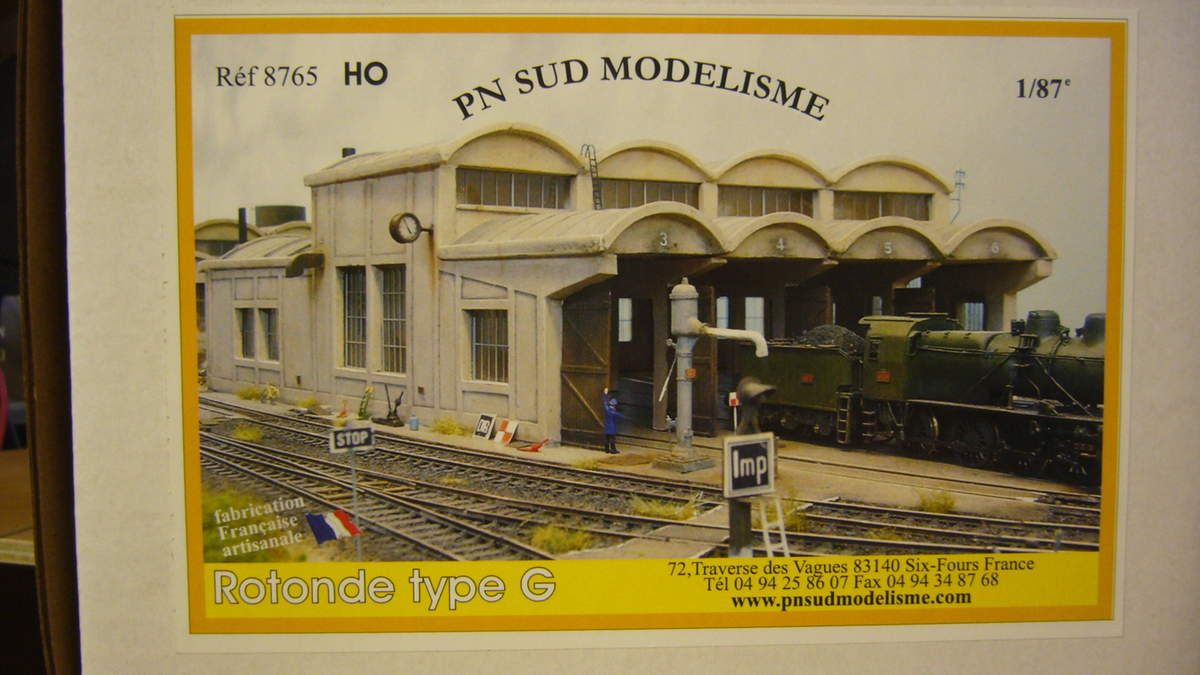 Réf 8765 HO
PN SUD MODELISME
1/87e
3
4
5
6
STOP
Imp
fabrication
Française
artisanale
Rotonde type G
72,Traverse des Vagues 83140 Six-Fours France
Tél 04 94 25 86 07 Fax 04 94 34 87 68
www.pnsudmodelisme.com